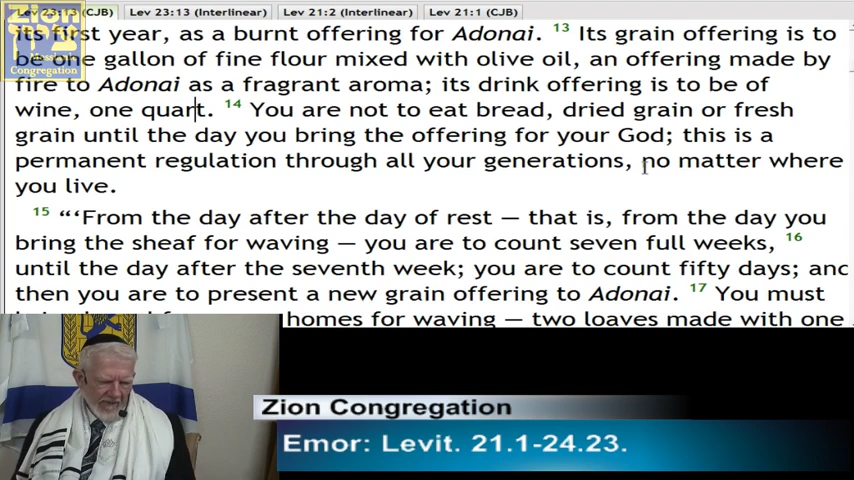 Lev 23:13 (CJB) Lev 23:13 (Interlinear) Lev 21:2 (Interlinear) Lev 21:1 (CJB)
Zion
Messianic
Congregation
its first year, as a burnt offering for Adonai. 13 Its grain offering is to
be one gallon of fine flour mixed with olive oil, an offering made by
fire to Adonai as a fragrant aroma; its drink offering is to be of
wine, one quart. 14 You are not to eat bread, dried grain or fresh
grain until the day you bring the offering for your God; this is a
permanent regulation through all your generations, no matter where
you live.
15 “‘From the day after the day of rest — that is, from the day you
bring the sheaf for waving — you are to count seven full weeks, 16
until the day after the seventh week; you are to count fifty days; and
then you are to present a new grain offering to Adonai. 17 You must
homes for waving — two loaves made with one
Zion Congregation
Emor: Levit. 21.1-24.23.